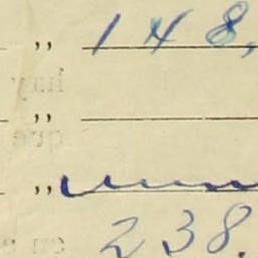 „ 148,
„
„
238.